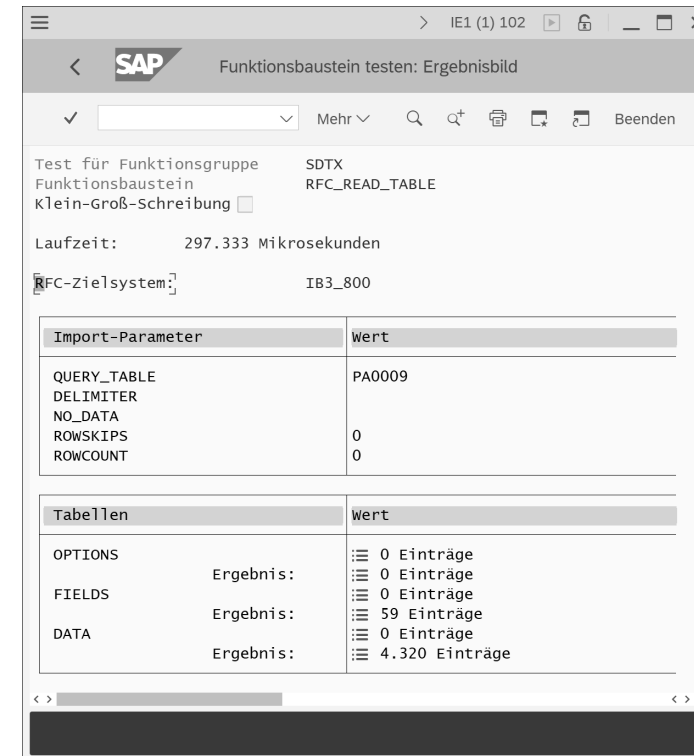 IE1 (1) 102
SAP Funktionsbaustein testen: Ergebnisbild
Mehr Beenden
Test für Funktionsgruppe SDTX
Funktionsbaustein RFC_READ_TABLE
Klein-Groß-Schreibung
Laufzeit: 297.333 Mikrosekunden
RFC-Zielsystem: IB3_800
Import-Parameter Wert
QUERY_TABLE PA0009
DELIMITER
NO_DATA
ROWSKIPS 0
ROWCOUNT 0
Tabellen Wert
OPTIONS 0 Einträge
Ergebnis: 0 Einträge
FIELDS 0 Einträge
Ergebnis: 59 Einträge
DATA 0 Einträge
Ergebnis: 4.320 Einträge